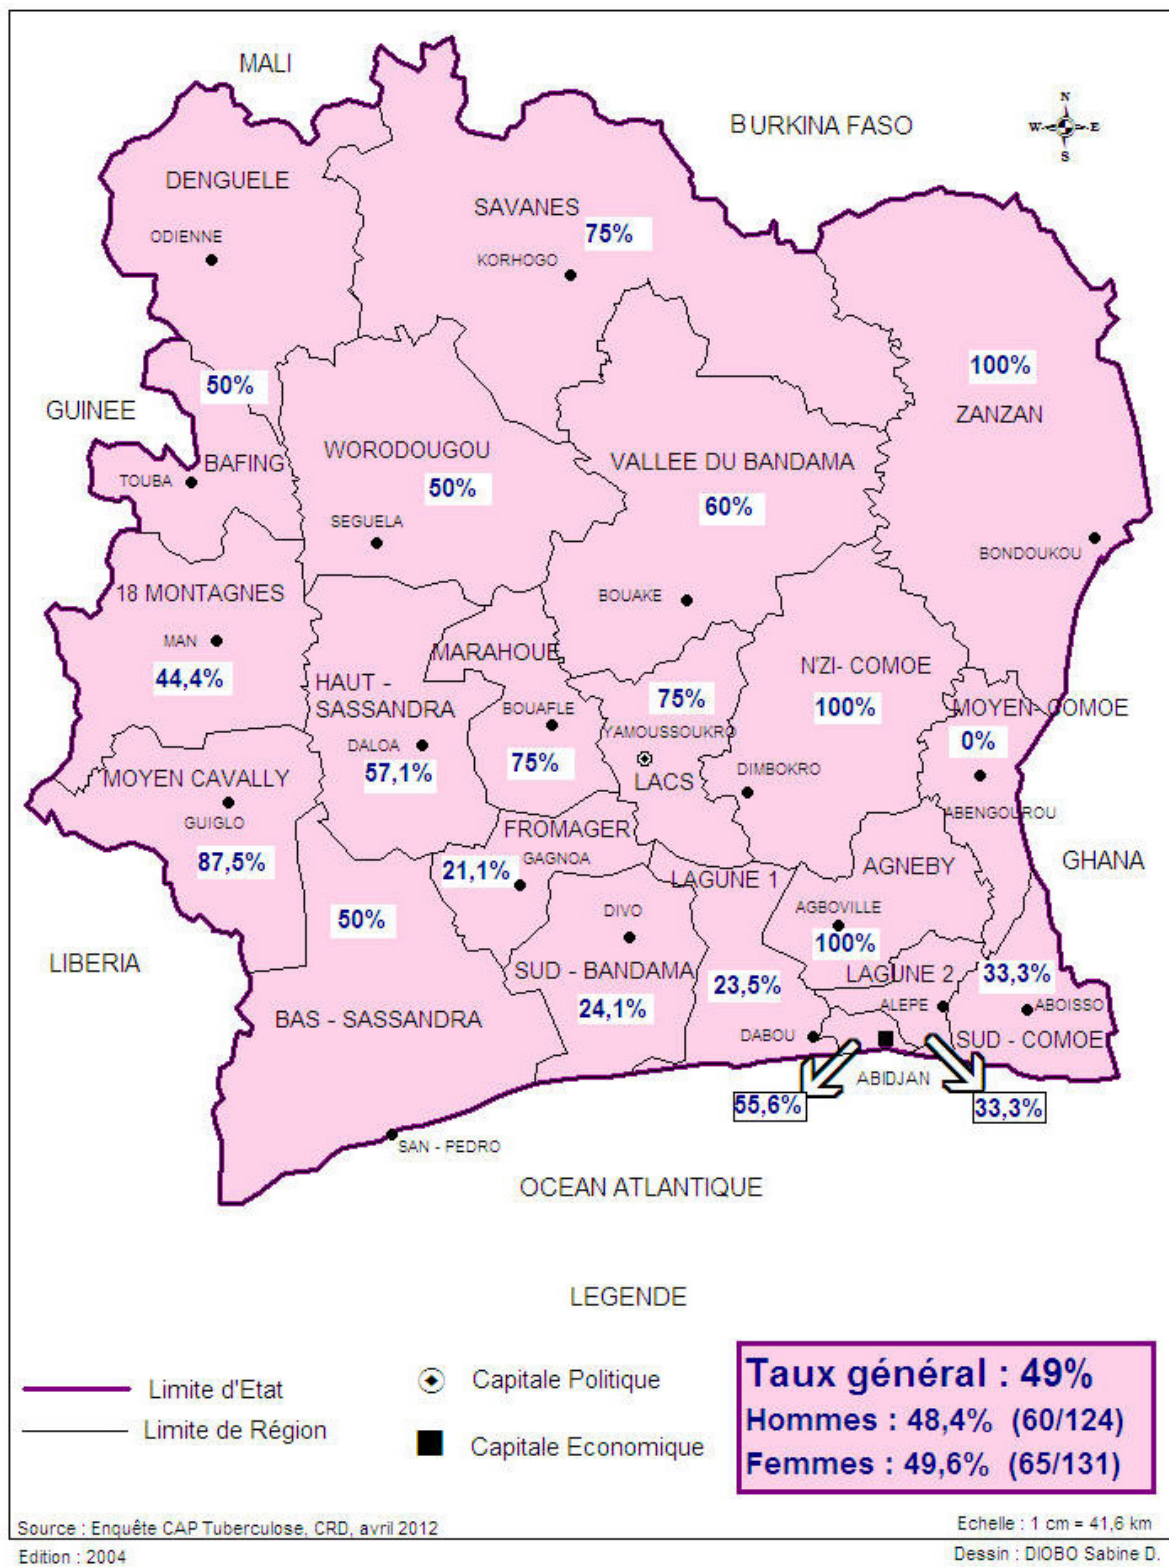 MALI
BURKINA FASO
N
W
E
S
DENGUELE
SAVANES
75%
ODIENNE
KORHOGO
100%
50%
GUINEE
ZANZAN
WORODOUGOU
BAFING
VALLEE DU BANDAMA
TOUBA
50%
60%
SEGUELA
BONDOUKOU
18 MONTAGNES
BOUAKE
MAN
MARAHOUE
N'ZI- COMOE
44,4%
HAUT -
SASSANDRA
75%
100%
MOYEN-COMOE
BOUAFLE
YAMOUSSOUKRO
0%
DALOA
57,1%
75%
MOYEN CAVALLY
LACS
DIMBOKRO
GUIGLO
ABENGOUROU
FROMAGER
87,5%
21,1%
GAGNOA
LAGUNE 1
AGNEBY
GHANA
50%
DIVO
AGBOVILLE
100%
LIBERIA
SUD - BANDAMA
LAGUNE 2
33,3%
23,5%
BAS - SASSANDRA
24,1%
ALEPE
ABOISSO
DABOU
SUD - COMOE
ABIDJAN
55,6%
33,3%
SAN - PEDRO
OCEAN ATLANTIQUE
LEGENDE
Limite d'Etat
Limite de Région
Capitale Politique
Capitale Economique
Taux général : 49%
Hommes : 48,4% (60/124)
Femmes : 49,6% (65/131)
Source : Enquête CAP Tuberculose, CRD, avril 2012
Echelle : 1 cm = 41,6 km
Edition : 2004
Dessin : DIOBO Sabine D.